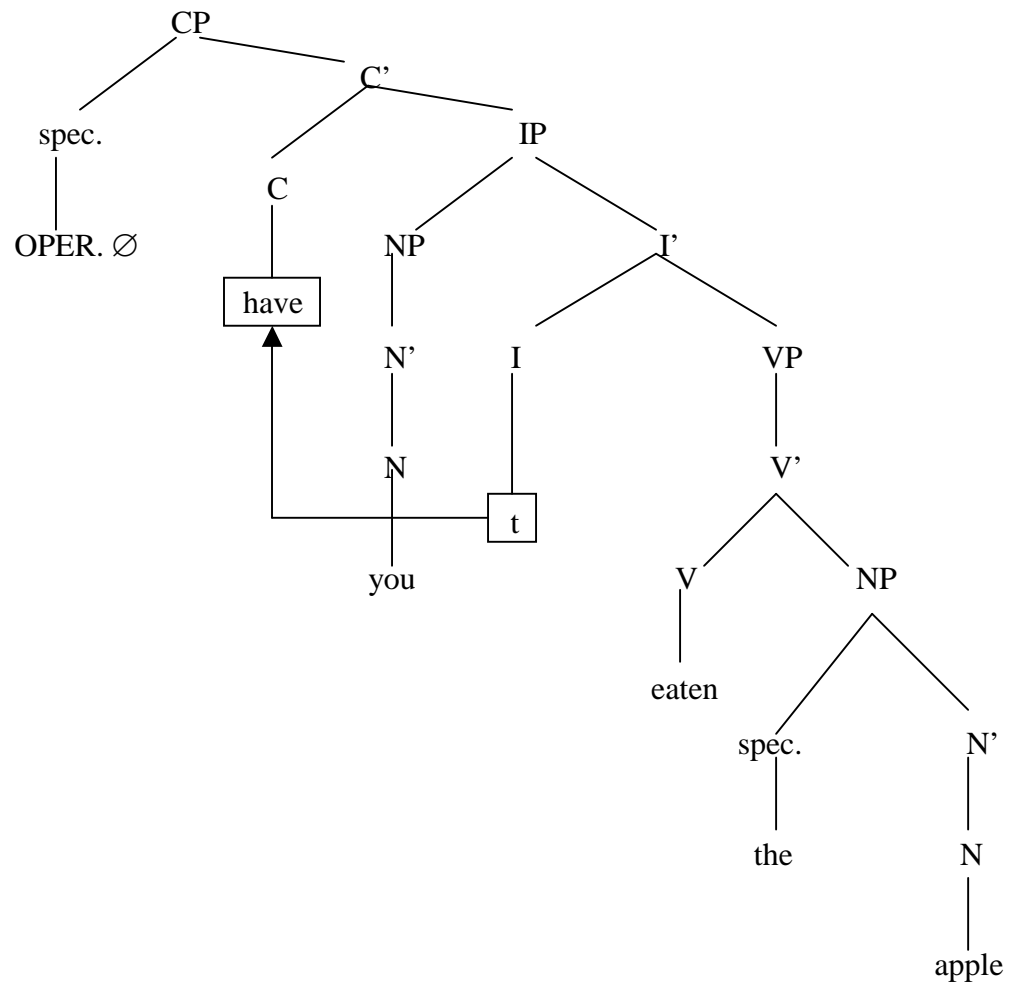 CP
C’
spec. IP
C
OPER. ∅ NP I’
have
N’ I VP
N V’
t
you V NP
eaten
spec. N’
the N
apple